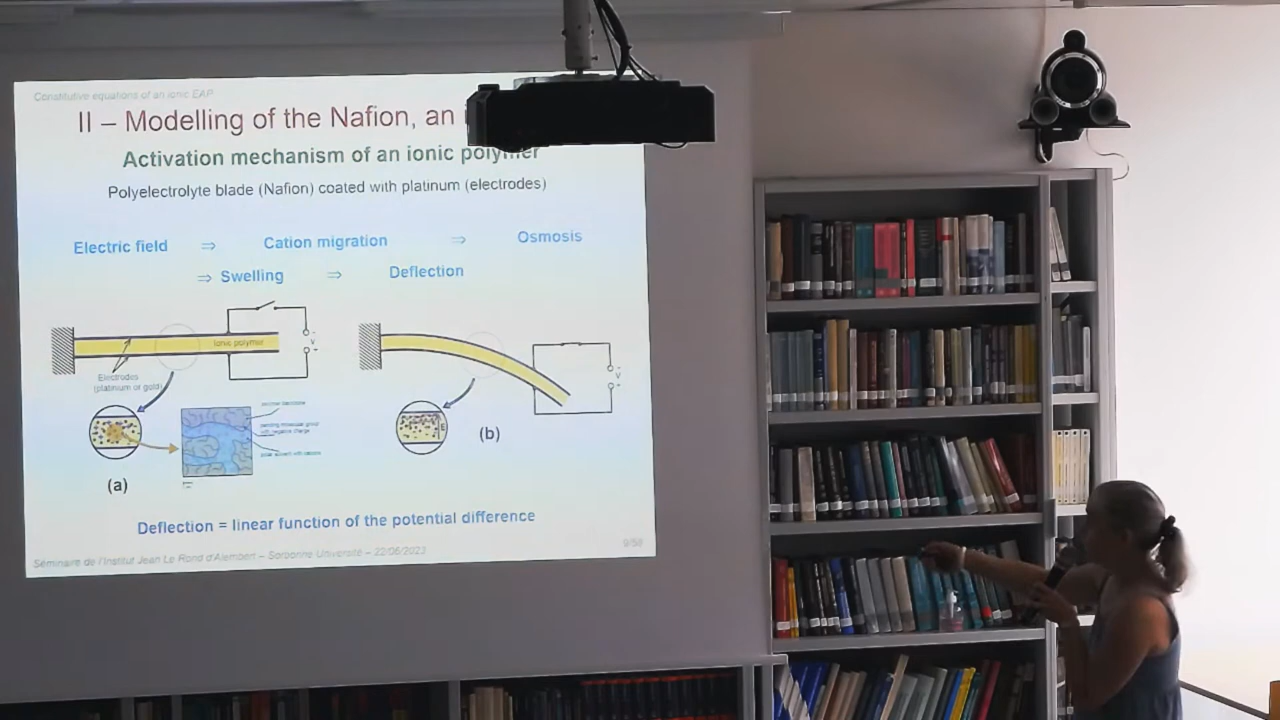 Constitutive equations of an ionic EAP
II – Modelling of the Nafion, an
Activation mechanism of an ionic polymer
Polyelectrolyte blade (Nafion) coated with platinum (electrodes)
Electric field ⇒ Cation migration ⇒ Osmosis
⇒ Swelling ⇒ Deflection
Ionic polymer
- V +
- V +
Electrodes
(platinum or gold)
(a)
(b)
Deflection = linear function of the potential difference
Séminaire de l'Institut Jean Le Rond d'Alembert – Sorbonne Université – 22/06/2023